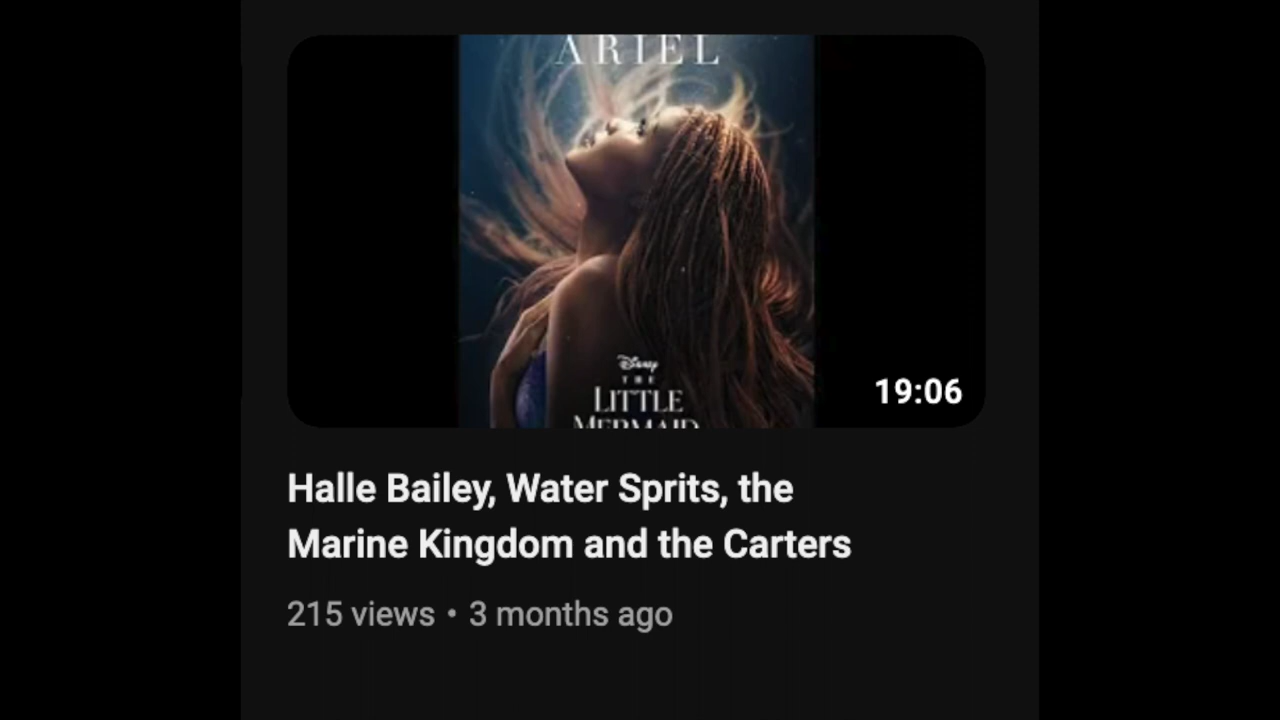 ARIEL
Disney
THE
LITTLE
MERMAID
19:06
Halle Bailey, Water Sprits, the
Marine Kingdom and the Carters
215 views • 3 months ago